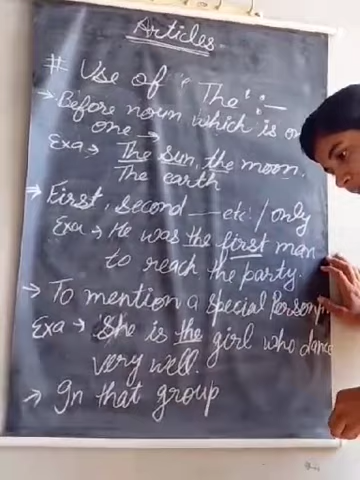 Articles
# Use of 'The' :-
→ Before noun which is
one →
Exa. → The Sun, the moon.
The earth
→ First, second — etc. / only
Exa → He was the first man
to reach the party.
→ To mention a special Person
Exa → She is the girl who dance
very well.
→ In that group